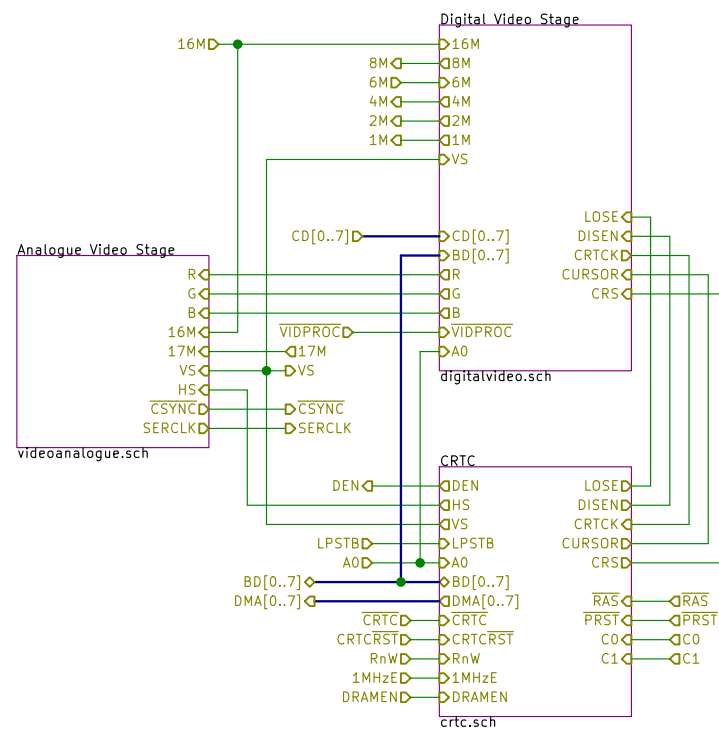 Digital Video Stage
16M 16M
8M 8M
6M 6M
4M 4M
2M 2M
1M 1M
VS
LOSE
CD[0..7] CD[0..7] DISEN
Analogue Video Stage BD[0..7] CRTCK
R R CURSOR
G G CRS
B B
16M VIDPROC VIDPROC
17M 17M A0
VS VS
digitalvideo.sch
HS
CSYNC CSYNC
SERCLK SERCLK
videoanalogue.sch
CRTC
DEN DEN LOSE
HS DISEN
VS CRTCK
LPSTB LPSTB CURSOR
A0 A0 CRS
BD[0..7] BD[0..7]
DMA[0..7] DMA[0..7] RAS RAS
CRTC CRTC PRST PRST
CRTCRST CRTCRST C0 C0
RnW RnW C1 C1
1MHzE 1MHzE
DRAMEN DRAMEN
crtc.sch